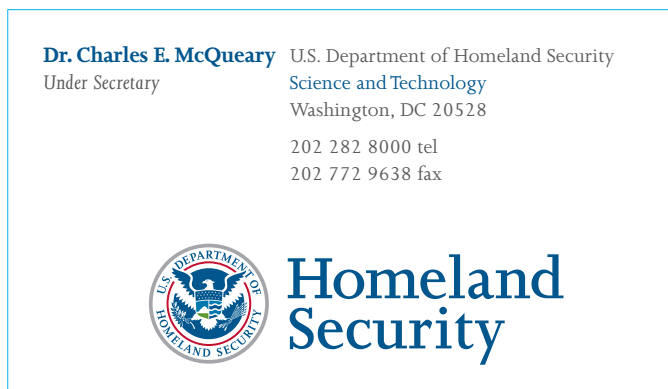 Dr. Charles E. McQueary
Under Secretary
U.S. Department of Homeland Security
Science and Technology
Washington, DC 20528
202 282 8000 tel
202 772 9638 fax
U.S. DEPARTMENT OF
HOMELAND SECURITY
Homeland
Security